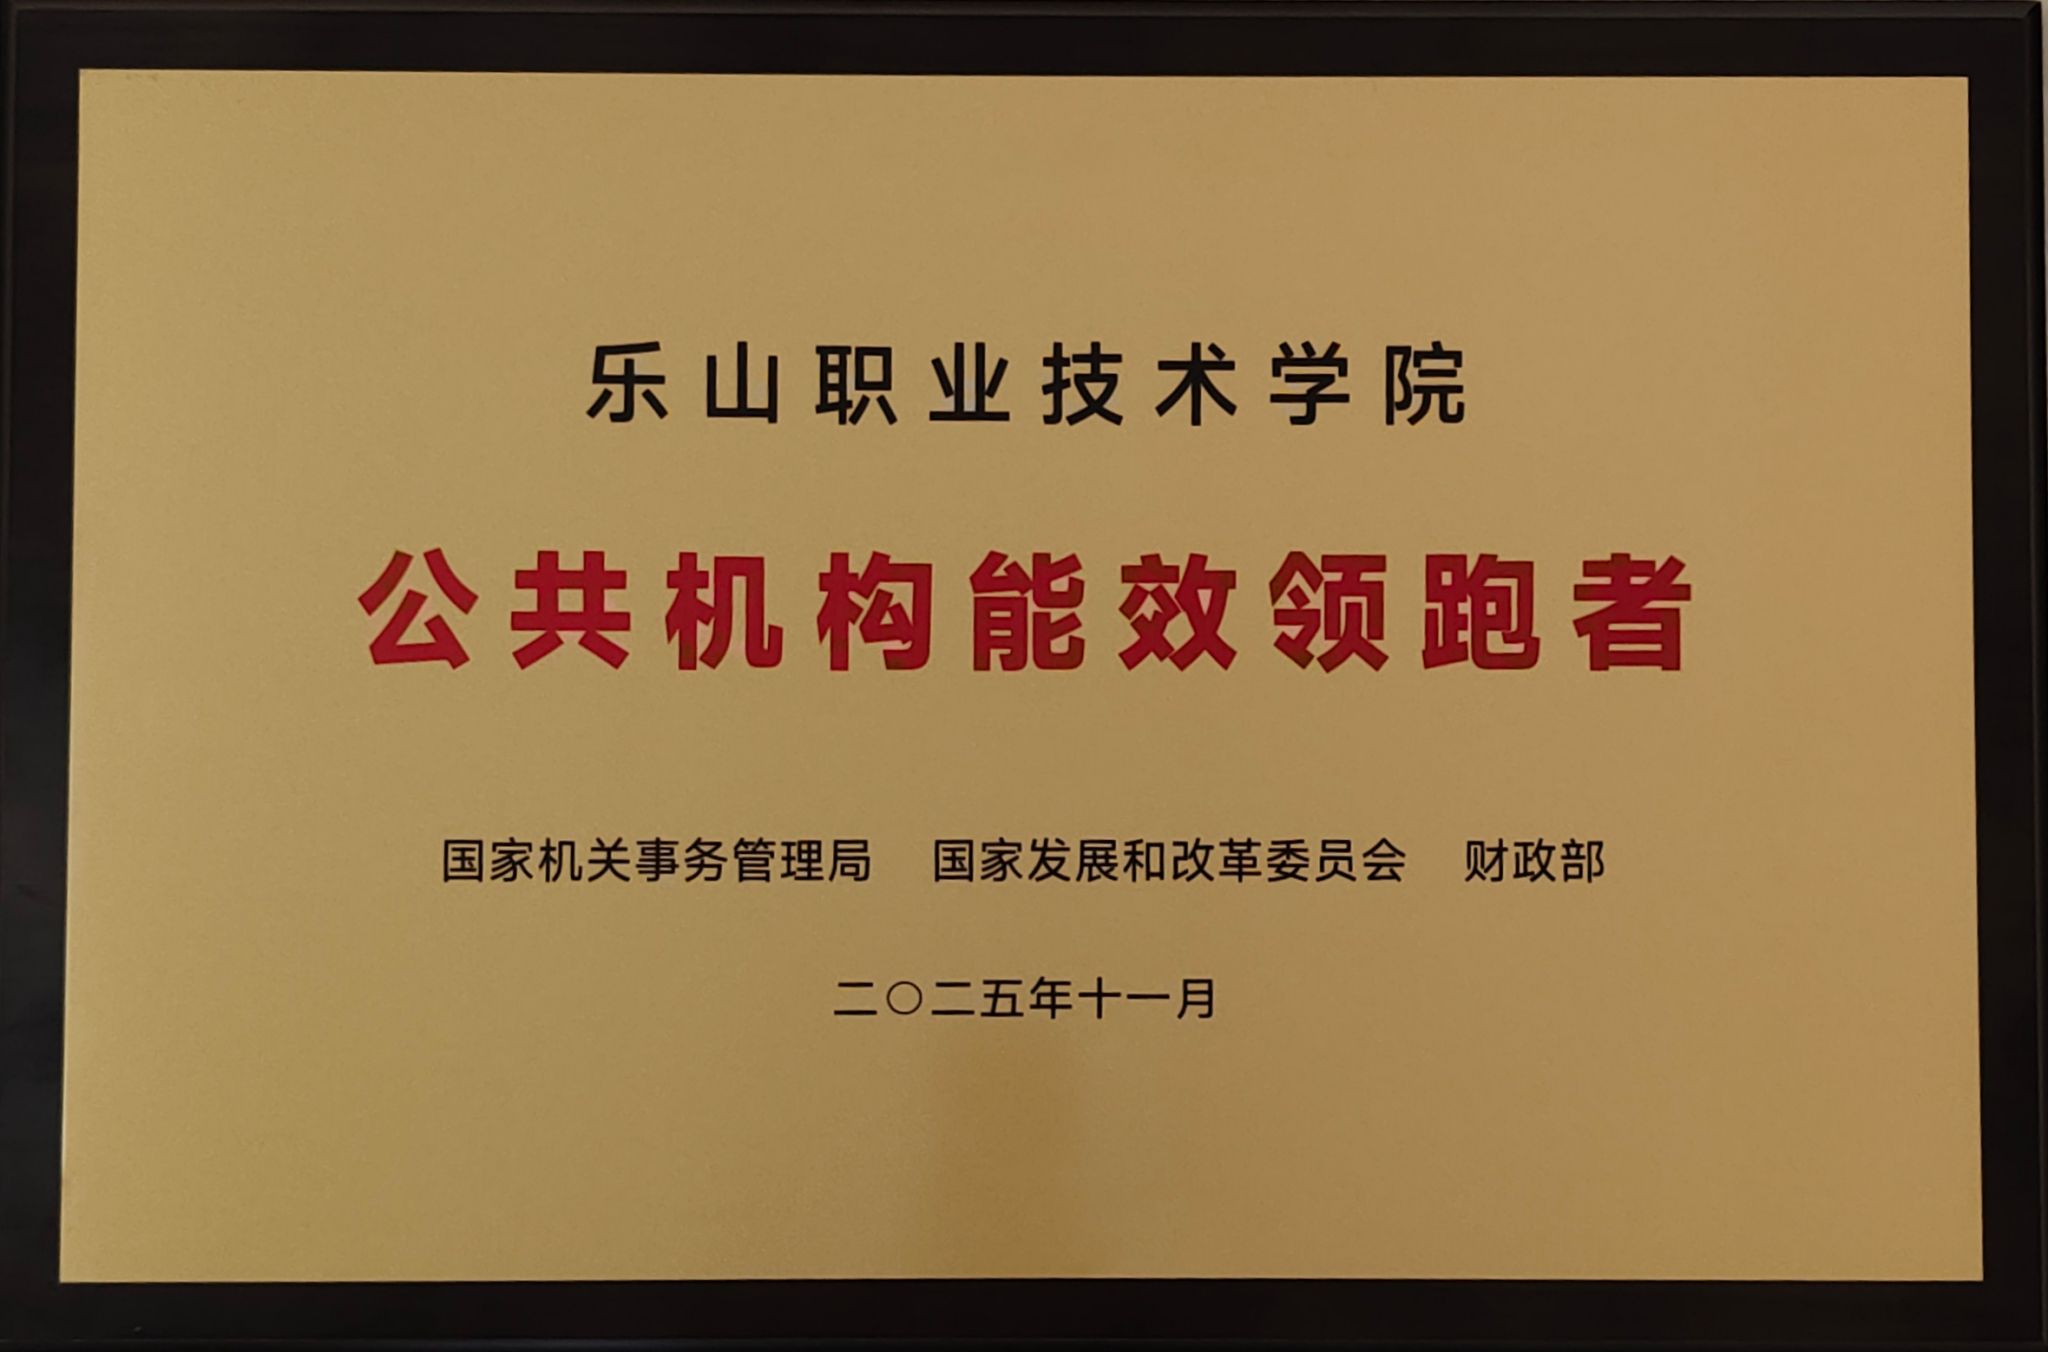 乐山职业技术学院
公共机构能效领跑者
国家机关事务管理局 国家发展和改革委员会 财政部
二〇二五年十一月